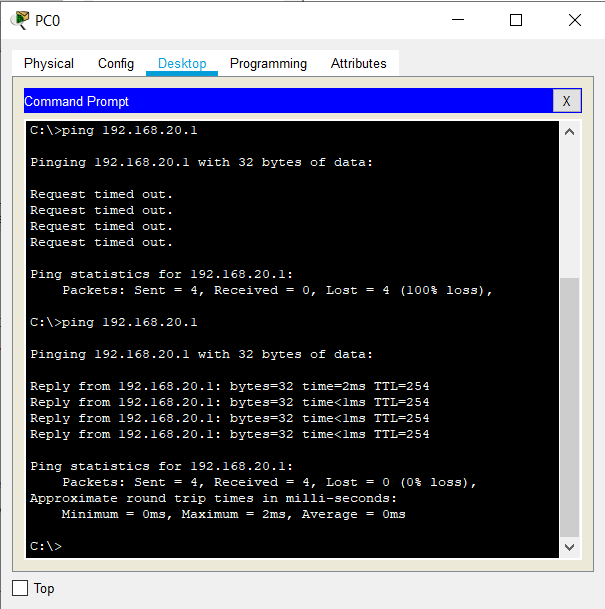 PC0
Physical Config Desktop Programming Attributes
Command Prompt X
C:\>ping 192.168.20.1
Pinging 192.168.20.1 with 32 bytes of data:
Request timed out.
Request timed out.
Request timed out.
Request timed out.
Ping statistics for 192.168.20.1:
    Packets: Sent = 4, Received = 0, Lost = 4 (100% loss),
C:\>ping 192.168.20.1
Pinging 192.168.20.1 with 32 bytes of data:
Reply from 192.168.20.1: bytes=32 time=2ms TTL=254
Reply from 192.168.20.1: bytes=32 time<1ms TTL=254
Reply from 192.168.20.1: bytes=32 time<1ms TTL=254
Reply from 192.168.20.1: bytes=32 time<1ms TTL=254
Ping statistics for 192.168.20.1:
    Packets: Sent = 4, Received = 4, Lost = 0 (0% loss),
Approximate round trip times in milli-seconds:
    Minimum = 0ms, Maximum = 2ms, Average = 0ms
C:\>
Top